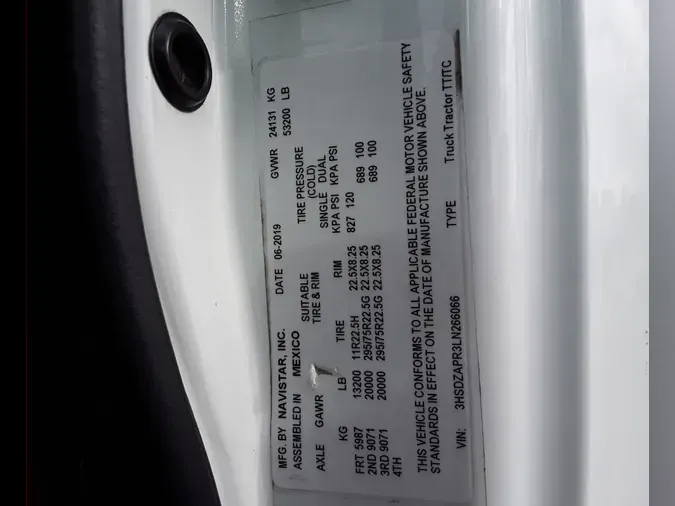 MFG. BY NAVISTAR, INC. DATE 06-2019 GVWR 24131 KG
ASSEMBLED IN MEXICO 53200 LB
SUITABLE TIRE PRESSURE
AXLE GAWR TIRE & RIM (COLD)
SINGLE DUAL
KG LB TIRE RIM KPA PSI KPA PSI
FRT 5987 13200 11R22.5H 22.5X8.25 827 120
2ND 9071 20000 295/75R22.5G 22.5X8.25 689 100
3RD 9071 20000 295/75R22.5G 22.5X8.25 689 100
4TH
THIS VEHICLE CONFORMS TO ALL APPLICABLE FEDERAL MOTOR VEHICLE SAFETY
STANDARDS IN EFFECT ON THE DATE OF MANUFACTURE SHOWN ABOVE.
VIN: 3HSDZAPR3LN266066 TYPE Truck Tractor TT/TC